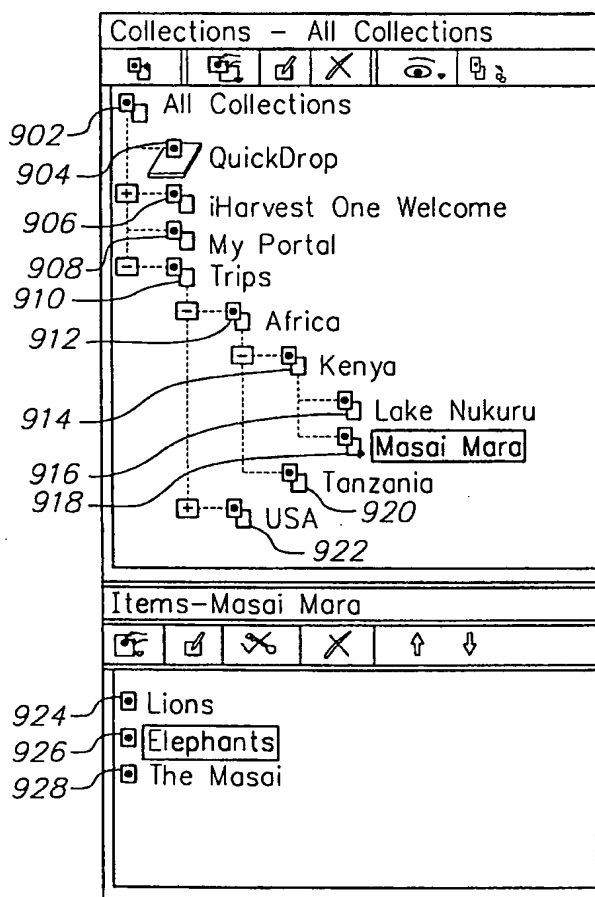 Collections - All Collections
902 All Collections
904 QuickDrop
906 iHarvest One Welcome
908 My Portal
910 Trips
912 Africa
914 Kenya
916 Lake Nukuru
918 Masai Mara
Tanzania 920
USA 922
Items-Masai Mara
924 Lions
926 Elephants
928 The Masai